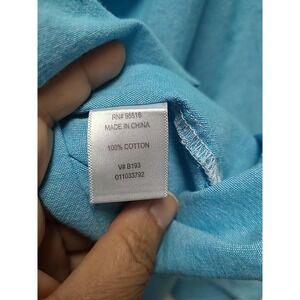 RN# 95516
MADE IN CHINA
100% COTTON
V# B193
011033792